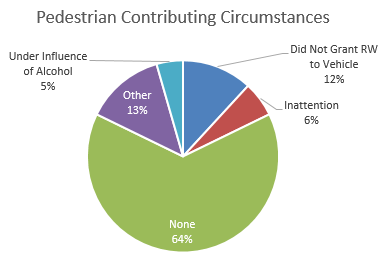 Pedestrian Contributing Circumstances
Under Influence
of Alcohol
5%
Did Not Grant RW
to Vehicle
12%
Other
13%
Inattention
6%
None
64%